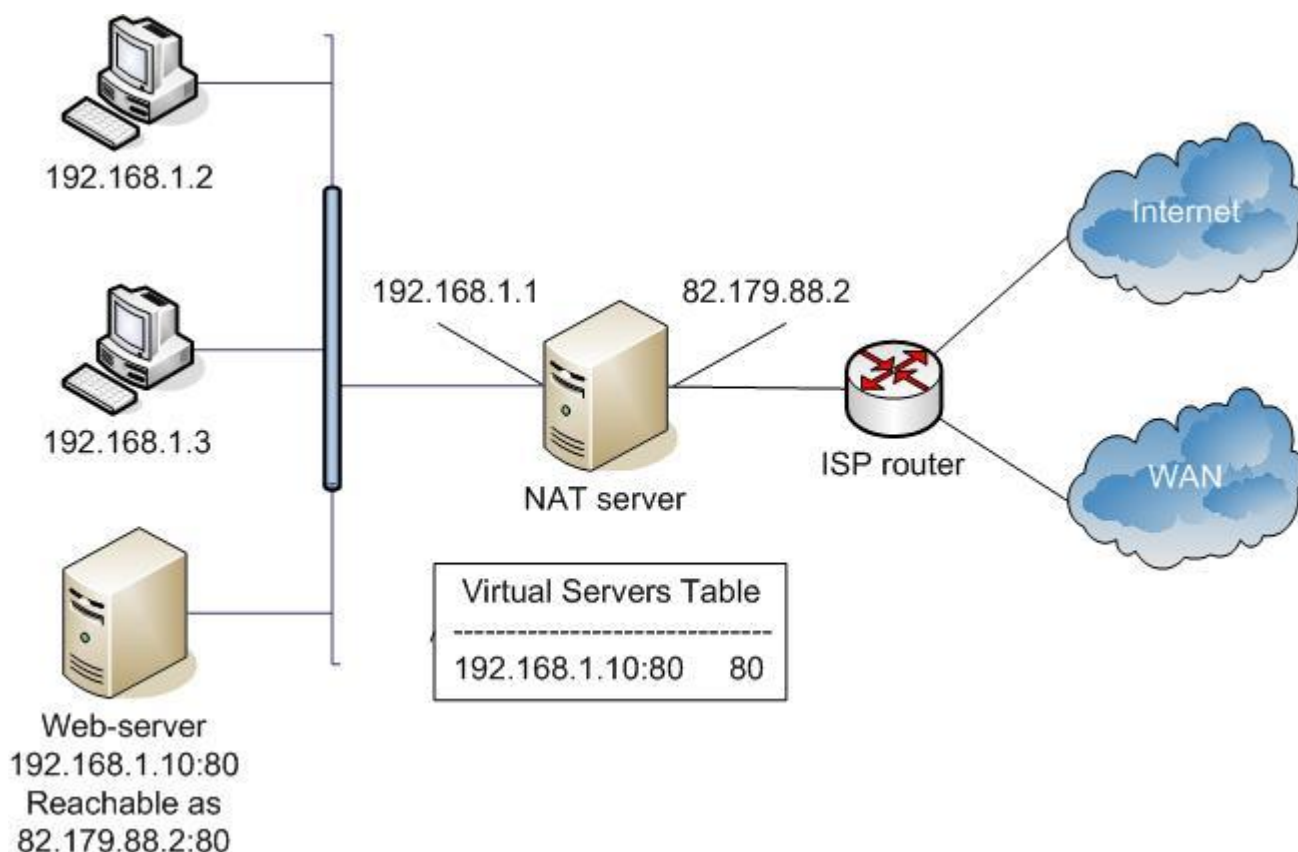 192.168.1.2
192.168.1.3
Web-server
192.168.1.10:80
Reachable as
82.179.88.2:80
192.168.1.1
82.179.88.2
NAT server
Virtual Servers Table
------------------------------
192.168.1.10:80 80
ISP router
Internet
WAN